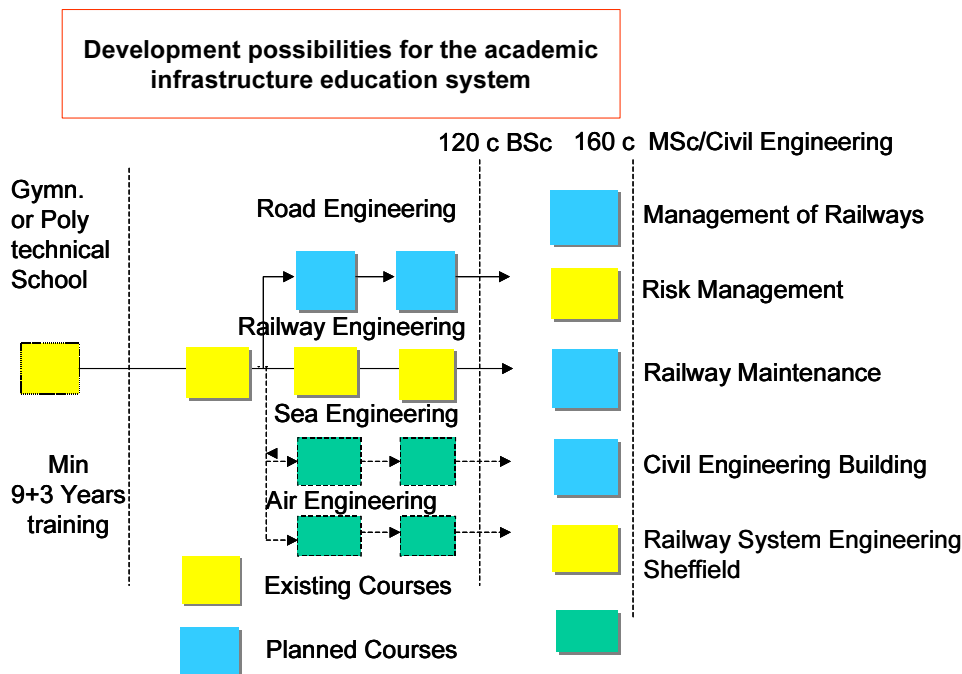 Development possibilities for the academic
infrastructure education system
120 c BSc
160 c MSc/Civil Engineering
Gymn.
or Poly
technical
School
Road Engineering
Management of Railways
Risk Management
Railway Engineering
Railway Maintenance
Sea Engineering
Min
9+3 Years
training
Civil Engineering Building
Air Engineering
Railway System Engineering
Sheffield
Existing Courses
Planned Courses